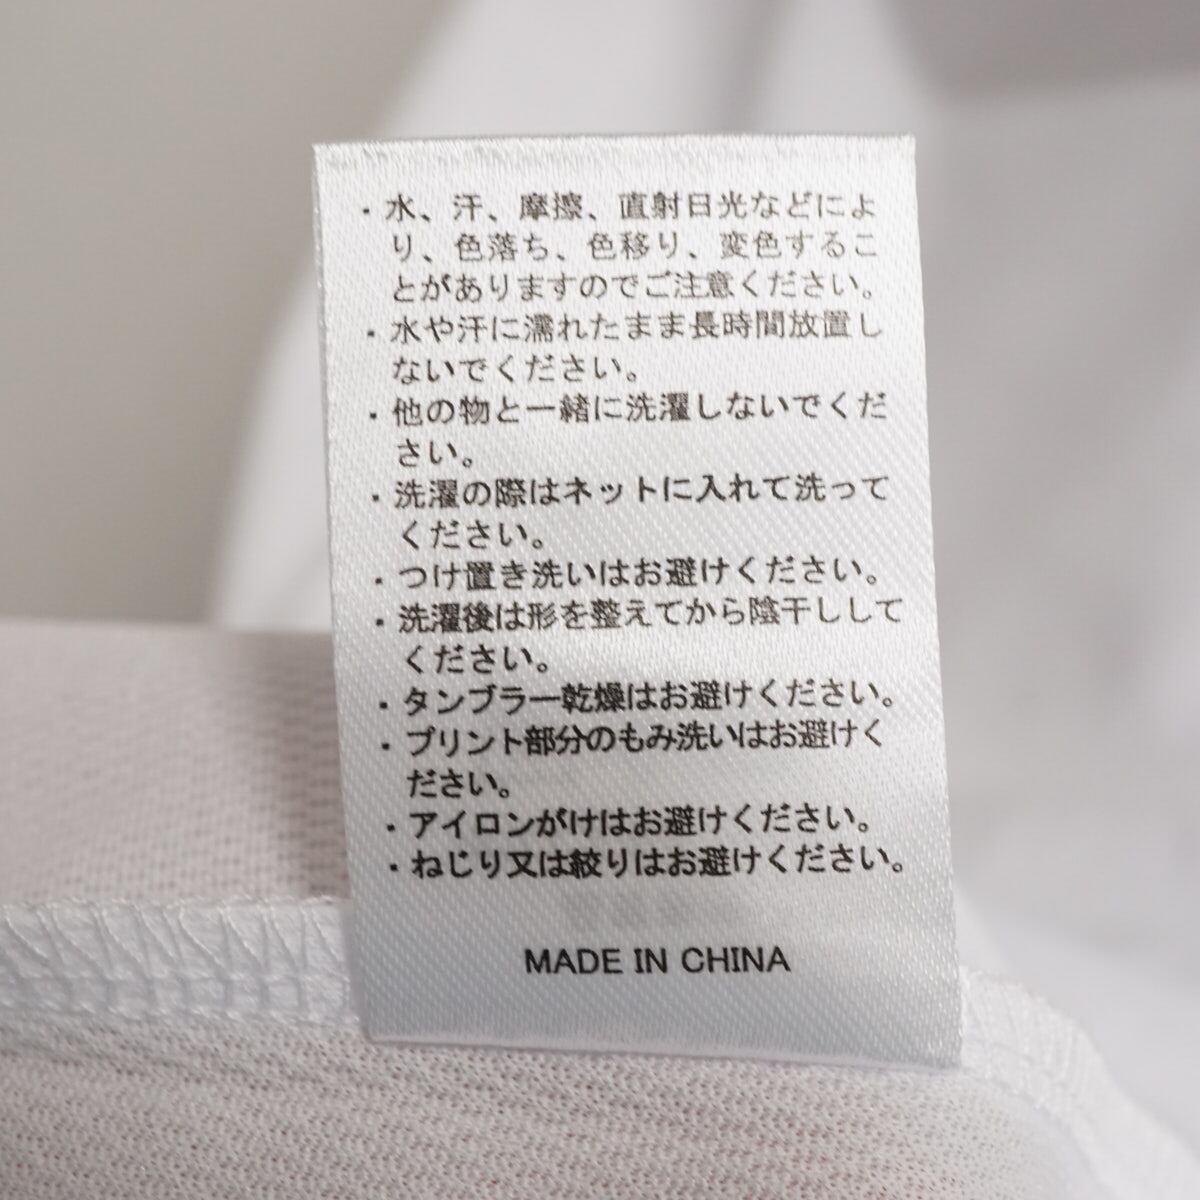 ・水、汗、摩擦、直射日光などによ
り、色落ち、色移り、変色するこ
とがありますのでご注意ください。
・水や汗に濡れたまま長時間放置し
ないでください。
・他の物と一緒に洗濯しないでくだ
さい。
・洗濯の際はネットに入れて洗って
ください。
・つけ置き洗いはお避けください。
・洗濯後は形を整えてから陰干しして
ください。
・タンブラー乾燥はお避けください。
・プリント部分のもみ洗いはお避けく
ださい。
・アイロンがけはお避けください。
・ねじり又は絞りはお避けください。
MADE IN CHINA